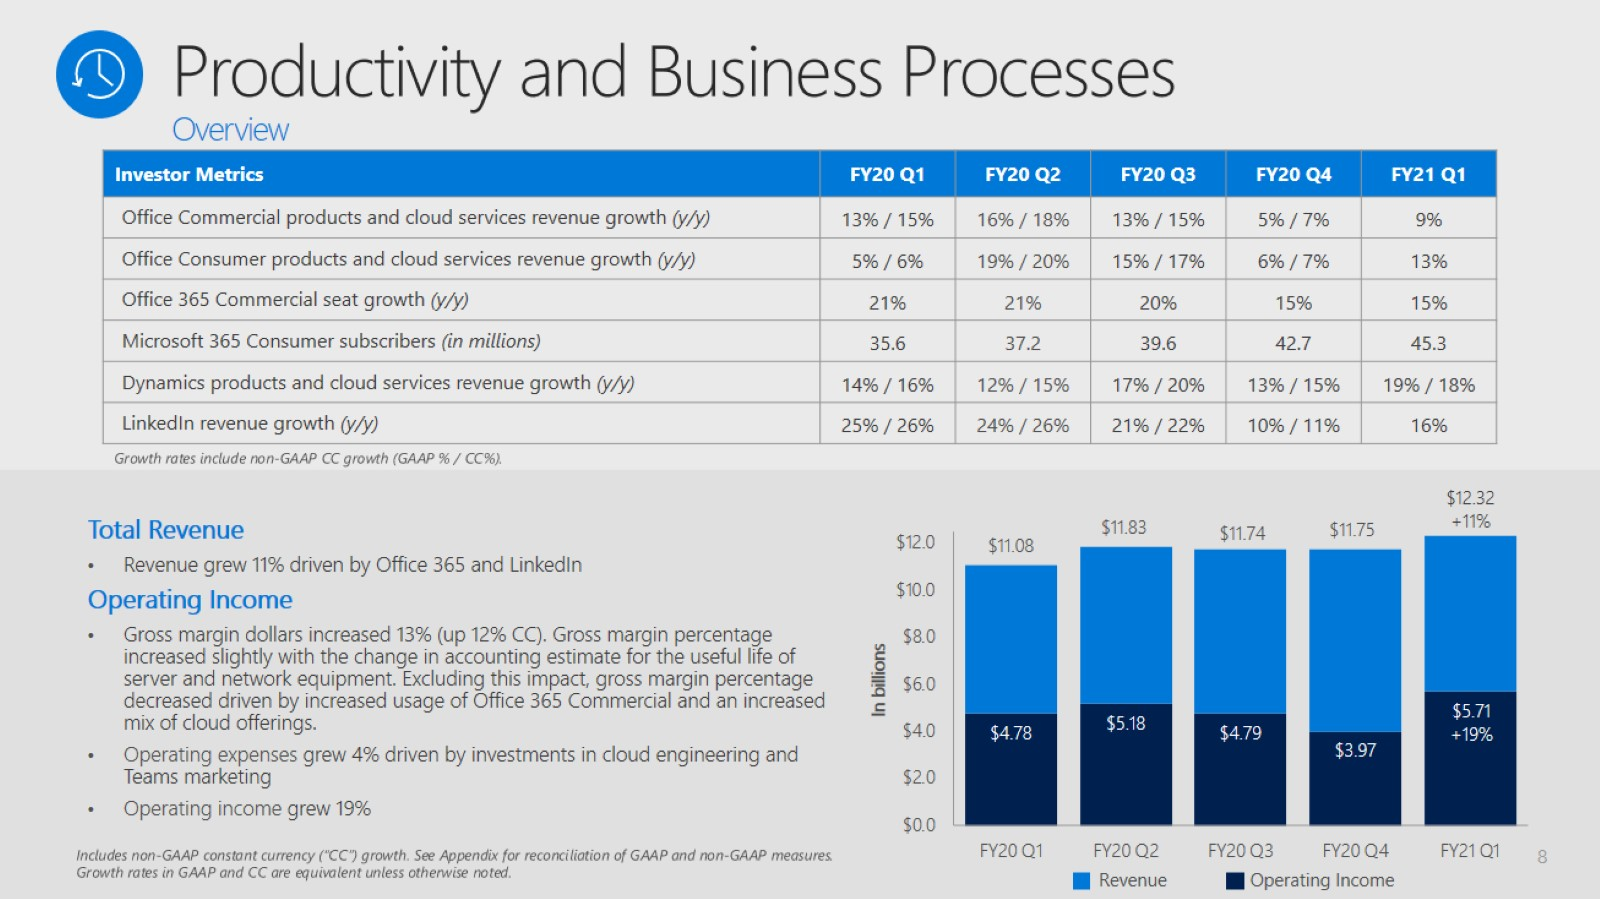 Productivity and Business Processes
Overview
Investor Metrics FY20 Q1 FY20 Q2 FY20 Q3 FY20 Q4 FY21 Q1
Office Commercial products and cloud services revenue growth (y/y) 13% / 15% 16% / 18% 13% / 15% 5% / 7% 9%
Office Consumer products and cloud services revenue growth (y/y) 5% / 6% 19% / 20% 15% / 17% 6% / 7% 13%
Office 365 Commercial seat growth (y/y) 21% 21% 20% 15% 15%
Microsoft 365 Consumer subscribers (in millions) 35.6 37.2 39.6 42.7 45.3
Dynamics products and cloud services revenue growth (y/y) 14% / 16% 12% / 15% 17% / 20% 13% / 15% 19% / 18%
LinkedIn revenue growth (y/y) 25% / 26% 24% / 26% 21% / 22% 10% / 11% 16%
Growth rates include non-GAAP CC growth (GAAP % / CC%).
Total Revenue
• Revenue grew 11% driven by Office 365 and LinkedIn
Operating Income
• Gross margin dollars increased 13% (up 12% CC). Gross margin percentage
increased slightly with the change in accounting estimate for the useful life of
server and network equipment. Excluding this impact, gross margin percentage
decreased driven by increased usage of Office 365 Commercial and an increased
mix of cloud offerings.
• Operating expenses grew 4% driven by investments in cloud engineering and
Teams marketing
• Operating income grew 19%
Includes non-GAAP constant currency ("CC") growth. See Appendix for reconciliation of GAAP and non-GAAP measures.
Growth rates in GAAP and CC are equivalent unless otherwise noted.
In billions
$12.0
$10.0
$8.0
$6.0
$4.0
$2.0
$0.0
$11.08
$11.83
$11.74
$11.75
$12.32
+11%
$4.78
$5.18
$4.79
$3.97
$5.71
+19%
FY20 Q1 FY20 Q2 FY20 Q3 FY20 Q4 FY21 Q1
Revenue Operating Income
8